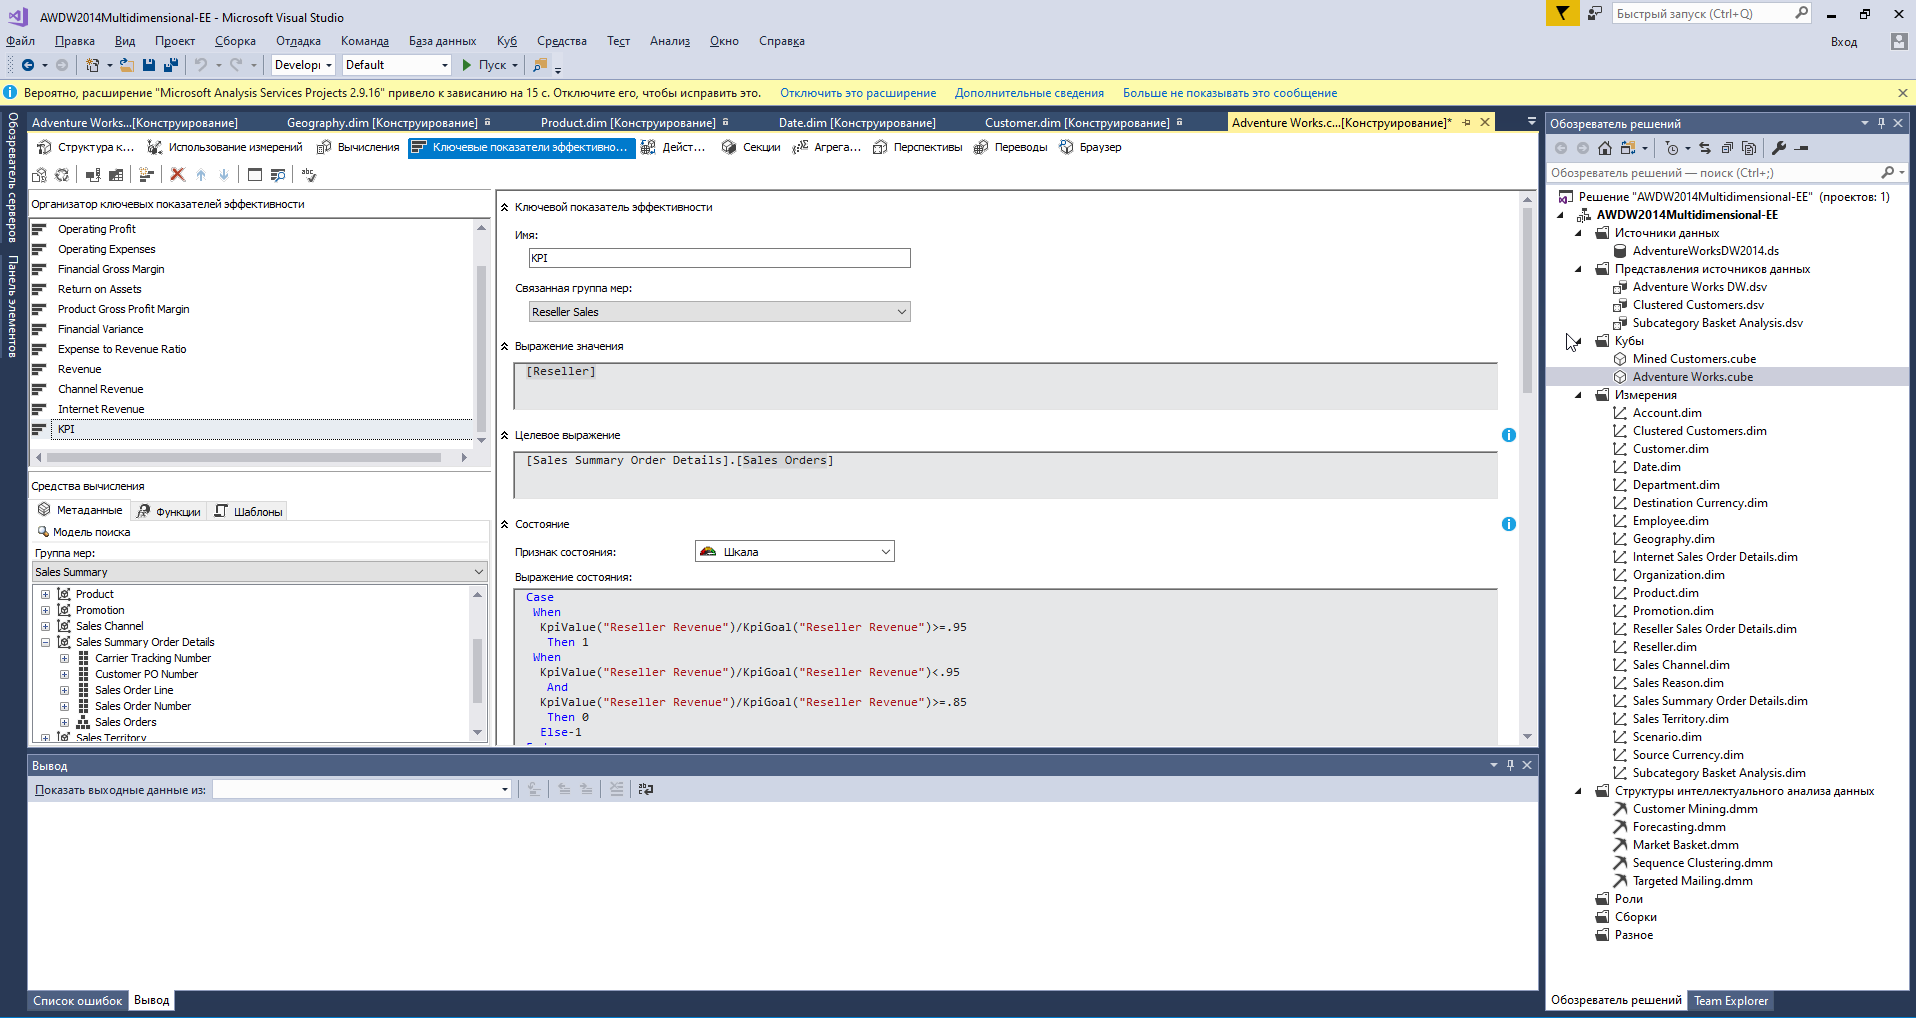 AWDW2014Multidimensional-EE - Microsoft Visual Studio
Быстрый запуск (Ctrl+Q)
Файл Правка Вид Проект Сборка Отладка Команда База данных Куб Средства Тест Анализ Окно Справка
Вход
Default
Пуск
Вероятно, расширение "Microsoft Analysis Services Projects 2.9.16" привело к зависанию на 15 с. Отключите его, чтобы исправить это. Отключить это расширение Дополнительные сведения Больше не показывать это сообщение
Обозреватель серверов
Панель элементов
Adventure Works...[Конструирование] Geography.dim [Конструирование] Product.dim [Конструирование] Date.dim [Конструирование] Customer.dim [Конструирование] Adventure Works.c...[Конструирование]*
Структура к... Использование измерений Вычисления Ключевые показатели эффективно... Дейст... Секции Агрега... Перспективы Переводы Браузер
Организатор ключевых показателей эффективности
Operating Profit
Operating Expenses
Financial Gross Margin
Return on Assets
Product Gross Profit Margin
Financial Variance
Expense to Revenue Ratio
Revenue
Channel Revenue
Internet Revenue
KPI
Средства вычисления
Метаданные Функции Шаблоны
Модель поиска
Группа мер:
Sales Summary
Product
Promotion
Sales Channel
Sales Summary Order Details
Carrier Tracking Number
Customer PO Number
Sales Order Line
Sales Order Number
Sales Orders
Sales Territory
Ключевой показатель эффективности
Имя:
KPI
Связанная группа мер:
Reseller Sales
Выражение значения
[Reseller]
Целевое выражение
[Sales Summary Order Details].[Sales Orders]
Состояние
Признак состояния: Шкала
Выражение состояния:
Case
When
KpiValue("Reseller Revenue")/KpiGoal("Reseller Revenue")>=.95
Then 1
When
KpiValue("Reseller Revenue")/KpiGoal("Reseller Revenue")<.95
And
KpiValue("Reseller Revenue")/KpiGoal("Reseller Revenue")>=.85
Then 0
Else-1
Вывод
Показать выходные данные из:
Список ошибок Вывод
Обозреватель решений
Обозреватель решений — поиск (Ctrl+;)
Решение "AWDW2014Multidimensional-EE" (проектов: 1)
AWDW2014Multidimensional-EE
Источники данных
AdventureWorksDW2014.ds
Представления источников данных
Adventure Works DW.dsv
Clustered Customers.dsv
Subcategory Basket Analysis.dsv
Кубы
Mined Customers.cube
Adventure Works.cube
Измерения
Account.dim
Clustered Customers.dim
Customer.dim
Date.dim
Department.dim
Destination Currency.dim
Employee.dim
Geography.dim
Internet Sales Order Details.dim
Organization.dim
Product.dim
Promotion.dim
Reseller Sales Order Details.dim
Reseller.dim
Sales Channel.dim
Sales Reason.dim
Sales Summary Order Details.dim
Sales Territory.dim
Scenario.dim
Source Currency.dim
Subcategory Basket Analysis.dim
Структуры интеллектуального анализа данных
Customer Mining.dmm
Forecasting.dmm
Market Basket.dmm
Sequence Clustering.dmm
Targeted Mailing.dmm
Роли
Сборки
Разное
Обозреватель решений Team Explorer